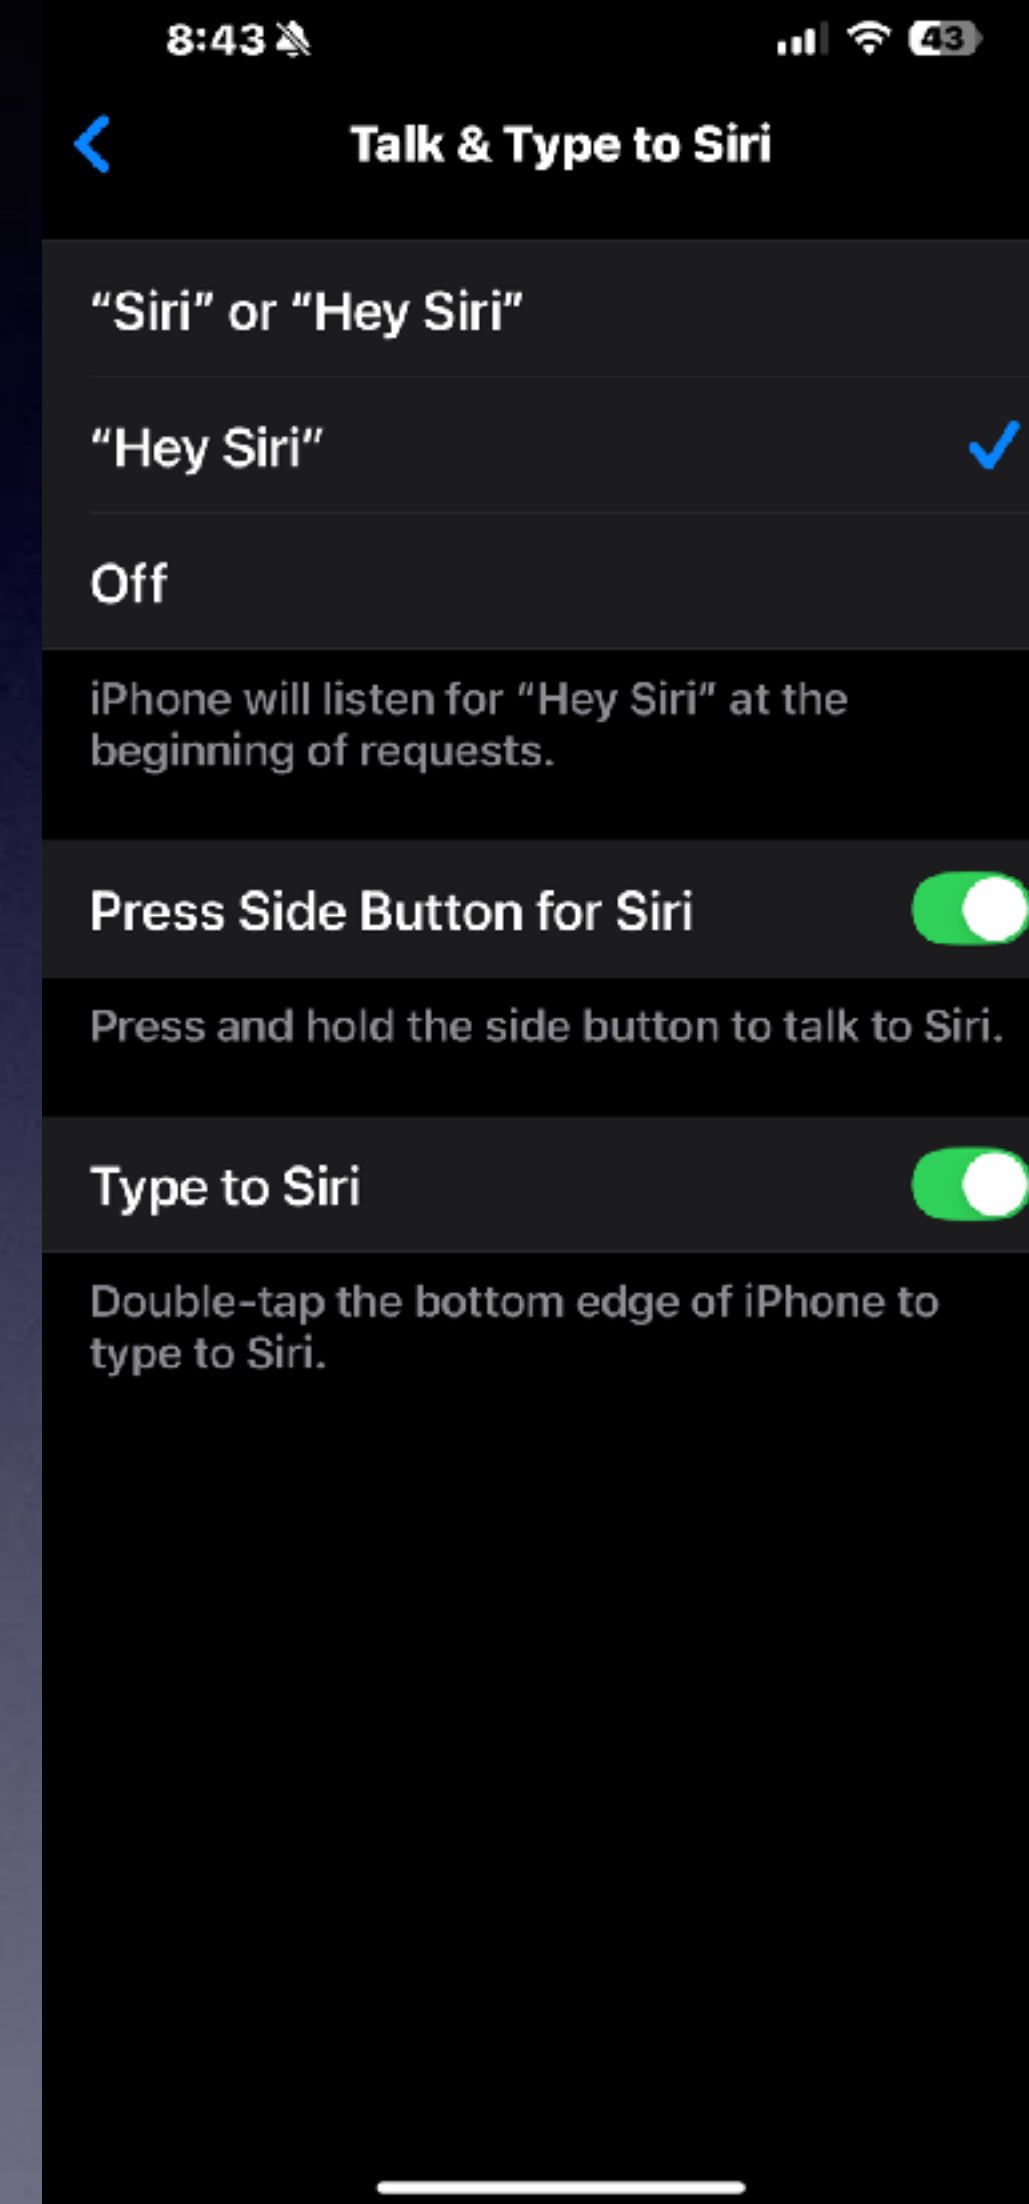 8:43
43
Talk & Type to Siri
“Siri” or “Hey Siri”
“Hey Siri”
Off
iPhone will listen for “Hey Siri” at the
beginning of requests.
Press Side Button for Siri
Press and hold the side button to talk to Siri.
Type to Siri
Double-tap the bottom edge of iPhone to
type to Siri.